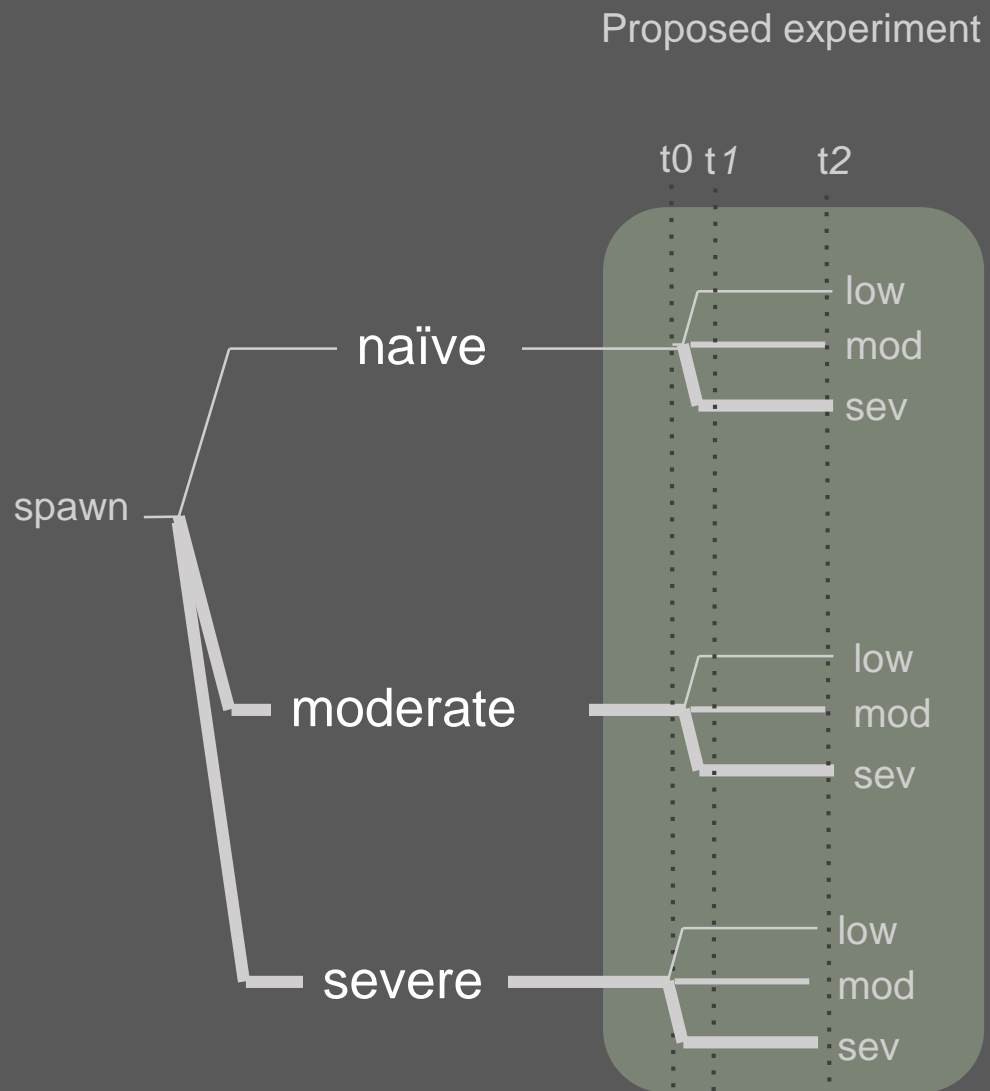 Proposed experiment
t0 t1 t2
low
naïve
mod
sev
spawn
low
moderate
mod
sev
low
severe
mod
sev